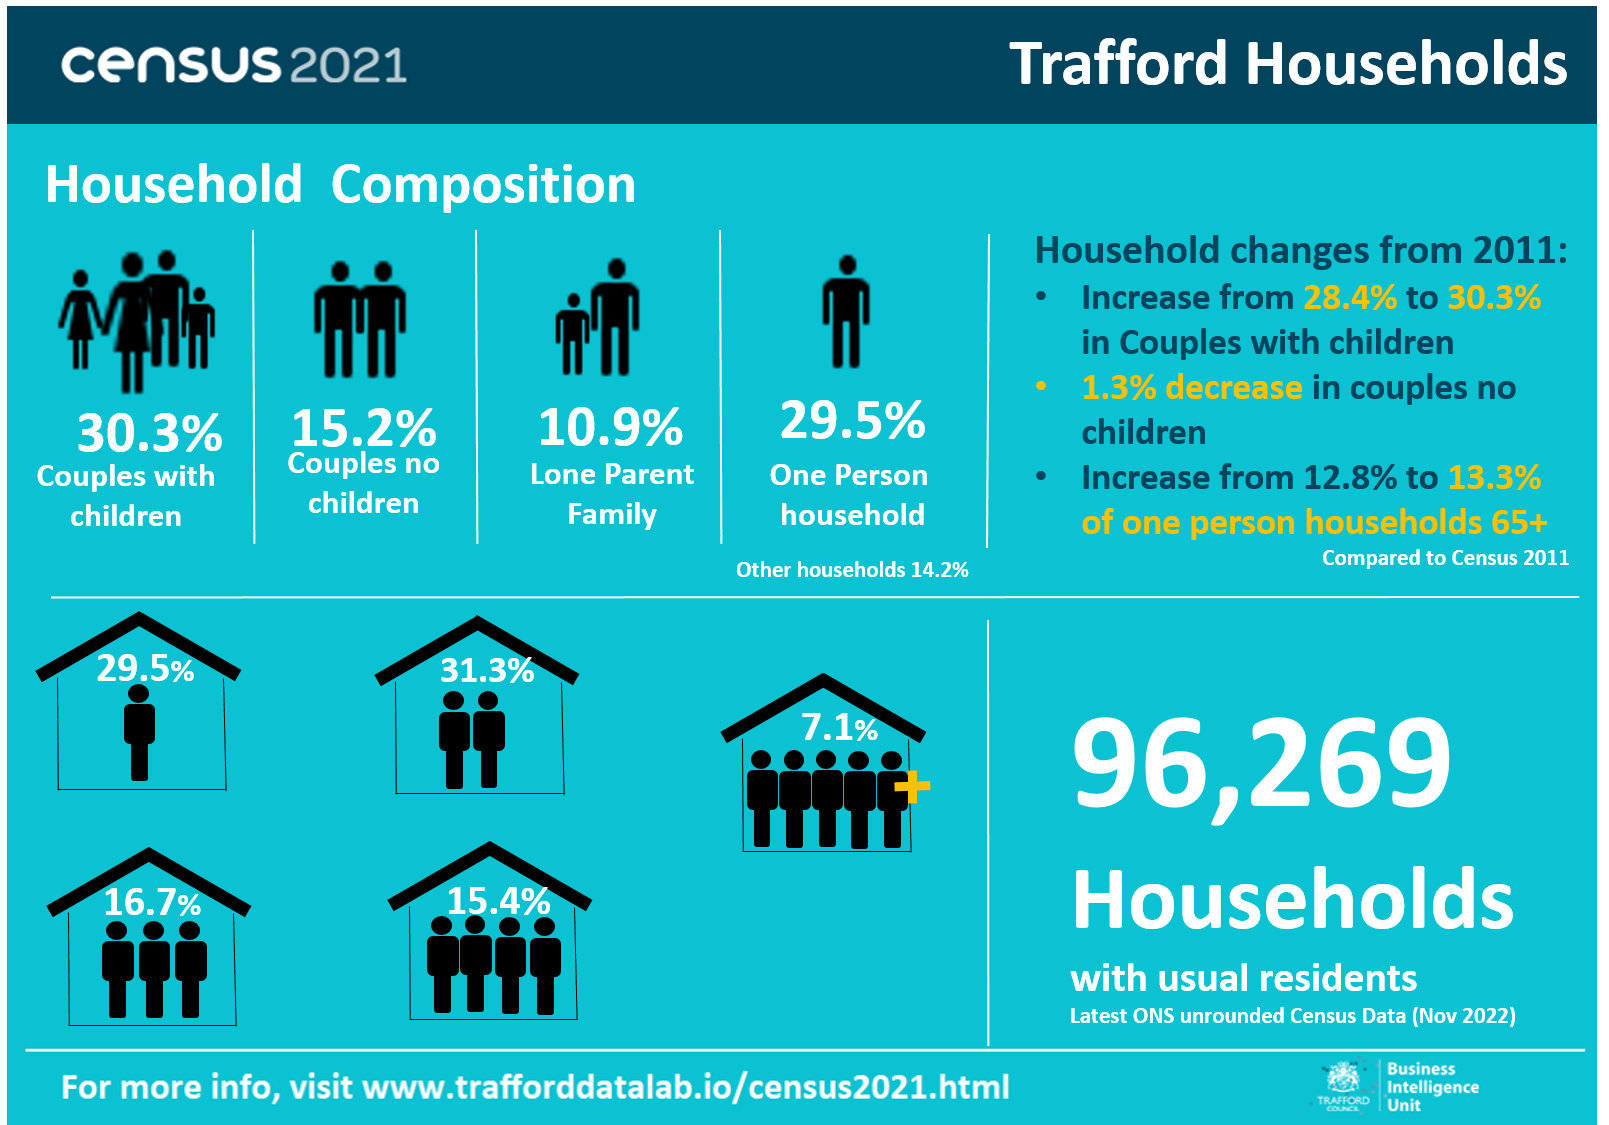 census 2021
Trafford Households
Household Composition
30.3%
Couples with
children
15.2%
Couples no
children
10.9%
Lone Parent
Family
29.5%
One Person
household
Other households 14.2%
Household changes from 2011:
• Increase from 28.4% to 30.3%
in Couples with children
• 1.3% decrease in couples no
children
• Increase from 12.8% to 13.3%
of one person households 65+
Compared to Census 2011
29.5%
31.3%
7.1%
+
16.7%
15.4%
96,269
Households
with usual residents
Latest ONS unrounded Census Data (Nov 2022)
For more info, visit www.trafforddatalab.io/census2021.html
TRAFFORD
COUNCIL
Business
Intelligence
Unit